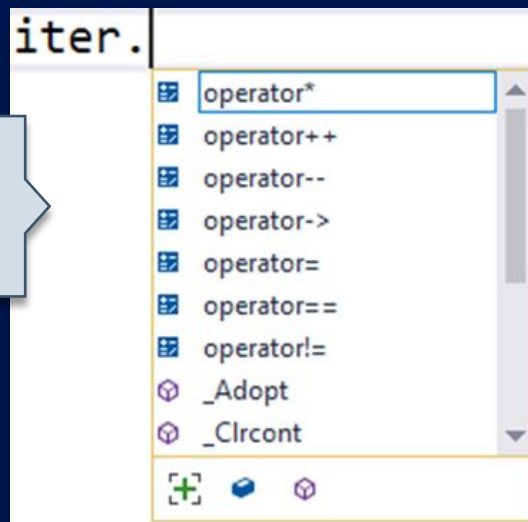 iter.
operator*
operator++
operator--
operator->
operator=
operator==
operator!=
_Adopt
_Clrcont